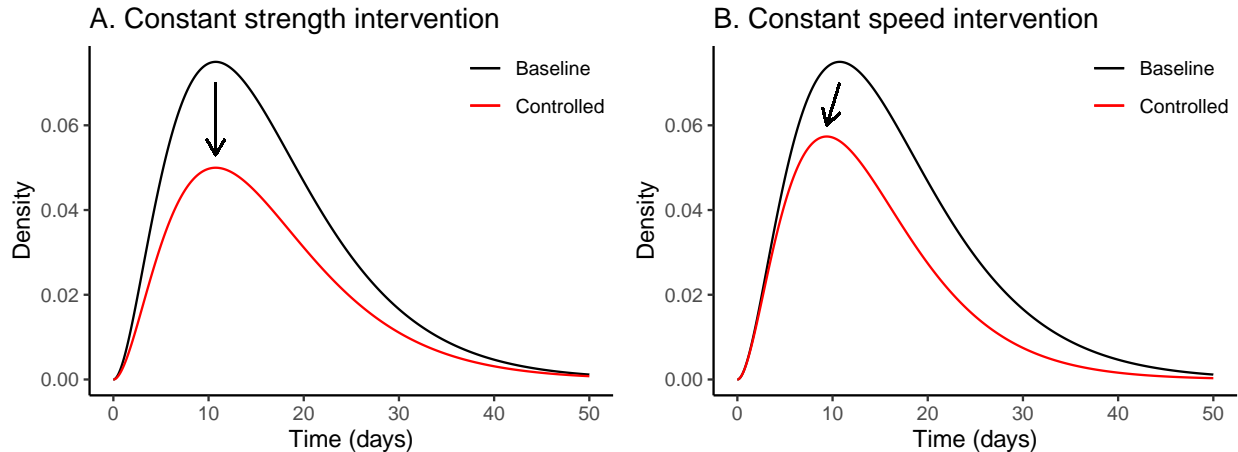 A. Constant strength intervention
Baseline
Controlled
Density
0.06
0.04
0.02
0.00
0 10 20 30 40 50
Time (days)
B. Constant speed intervention
Baseline
Controlled
Density
0.06
0.04
0.02
0.00
0 10 20 30 40 50
Time (days)